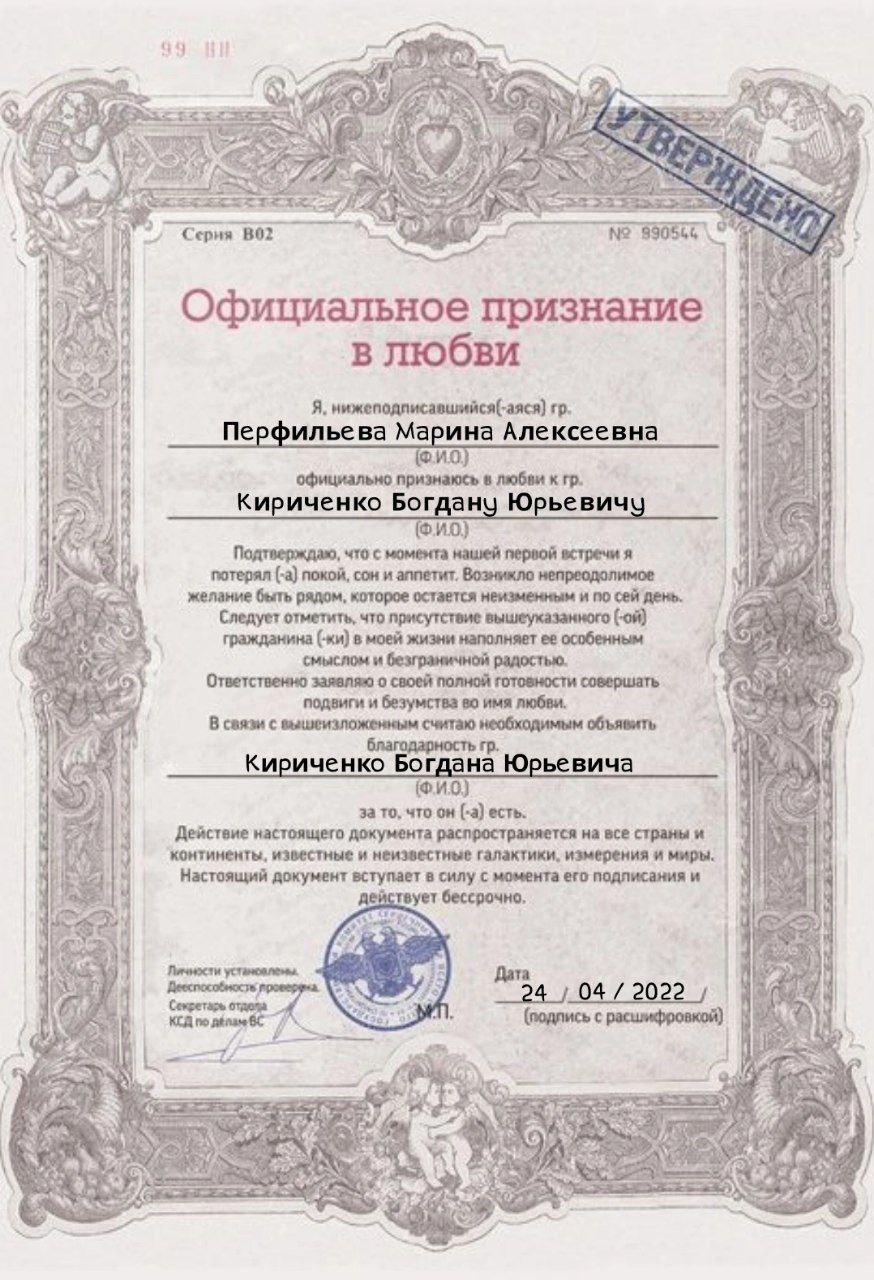 99
УТВЕРЖДЕНО
Серия В02
№ 990544
Официальное признание
в любви
Я, нижеподписавшийся(-аяся) гр.
Перфильева Марина Алексеевна
(Ф.И.О.)
официально признаюсь в любви к гр.
Кириченко Богдану Юрьевичу
(Ф.И.О.)
Подтверждаю, что с момента нашей первой встречи я
потерял (-а) покой, сон и аппетит. Возникло непреодолимое
желание быть рядом, которое остается неизменным и по сей день.
Следует отметить, что присутствие вышеуказанного (-ой)
гражданина (-ки) в моей жизни наполняет ее особенным
смыслом и безграничной радостью.
Ответственно заявляю о своей полной готовности совершать
подвиги и безумства во имя любви.
В связи с вышеизложенным считаю необходимым объявить
благодарность гр.
Кириченко Богдана Юрьевича
(Ф.И.О.)
за то, что он (-а) есть.
Действие настоящего документа распространяется на все страны и
континенты, известные и неизвестные галактики, измерения и миры.
Настоящий документ вступает в силу с момента его подписания и
действует бессрочно.
Личности установлены.
Дееспособность проверена.
Секретарь отдела
КСД по делам ВС
М.П.
Дата
24 / 04 / 2022 /
(подпись с расшифровкой)